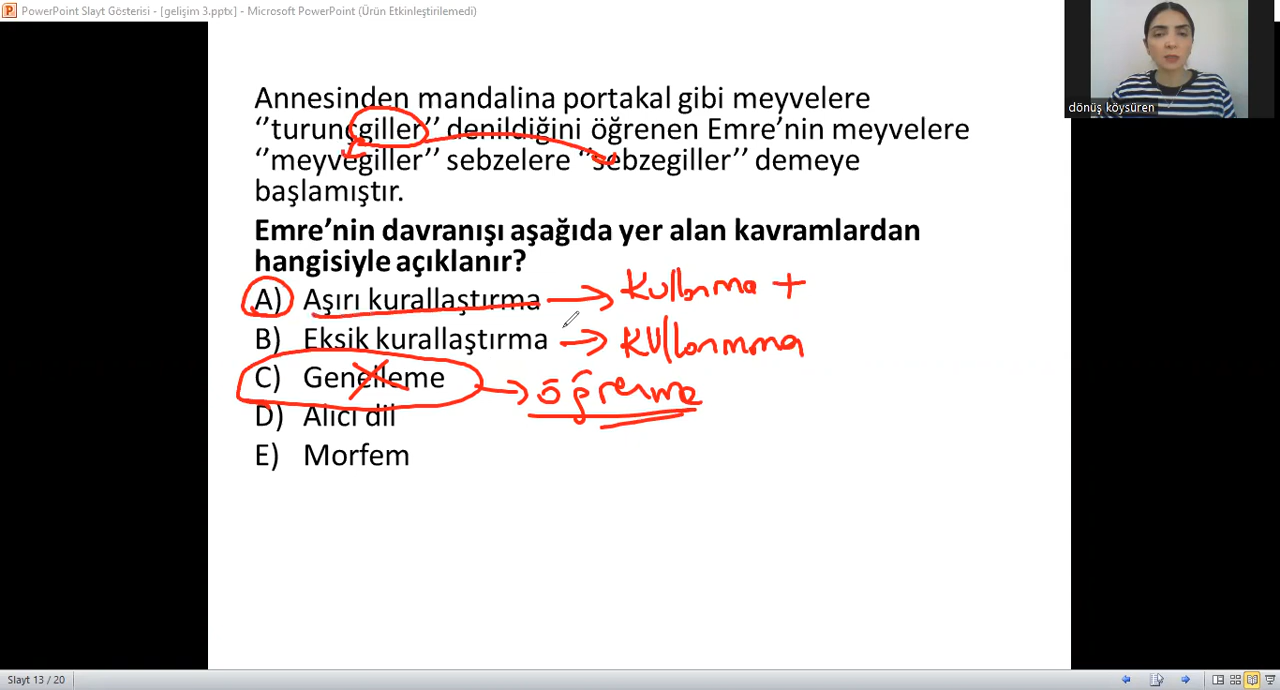 PowerPoint Slayt Gösterisi - [gelişim 3.pptx] - Microsoft PowerPoint (Ürün Etkinleştirilemedi)
dönüş köysüren
Annesinden mandalina portakal gibi meyvelere
‘’turunçgiller’’ denildiğini öğrenen Emre’nin meyvelere
‘’meyvegiller’’ sebzelere ‘’sebzegiller’’ demeye
başlamıştır.
Emre’nin davranışı aşağıda yer alan kavramlardan
hangisiyle açıklanır?
A) Aşırı kurallaştırma → Kullanma +
B) Eksik kurallaştırma → Kullanmma
C) Genelleme → öğrenme
D) Alıcı dil
E) Morfem
Slayt 13 / 20